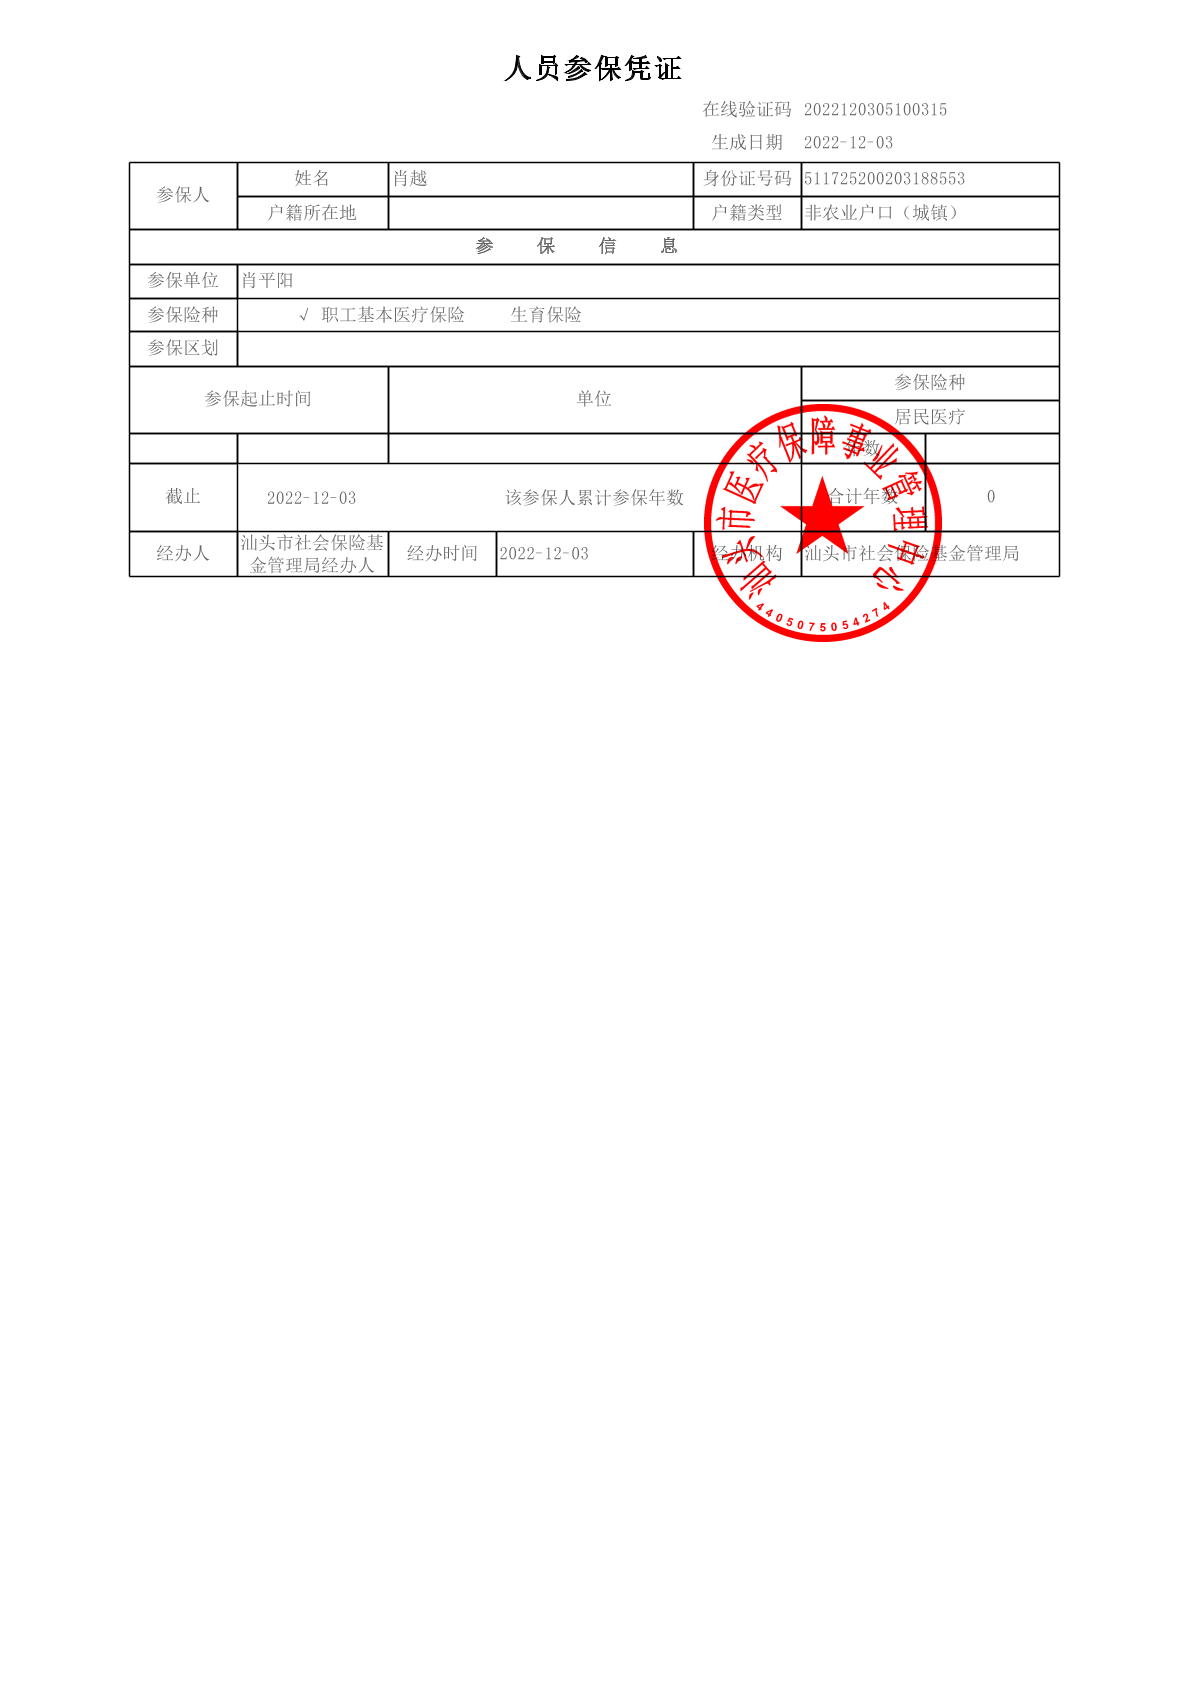 人员参保凭证
在线验证码 2022120305100315
生成日期 2022-12-03
参保人 姓名 肖越 身份证号码 511725200203188553
户籍所在地 户籍类型 非农业户口（城镇）
参 保 信 息
参保单位 肖平阳
参保险种 √ 职工基本医疗保险 生育保险
参保区划
参保起止时间 单位 参保险种
居民医疗
年数
截止 2022-12-03 该参保人累计参保年数 合计年数 0
经办人 汕头市社会保险基金管理局经办人 经办时间 2022-12-03 经办机构 汕头市社会保险基金管理局
汕头市医疗保障事业管理中心
4405075054274